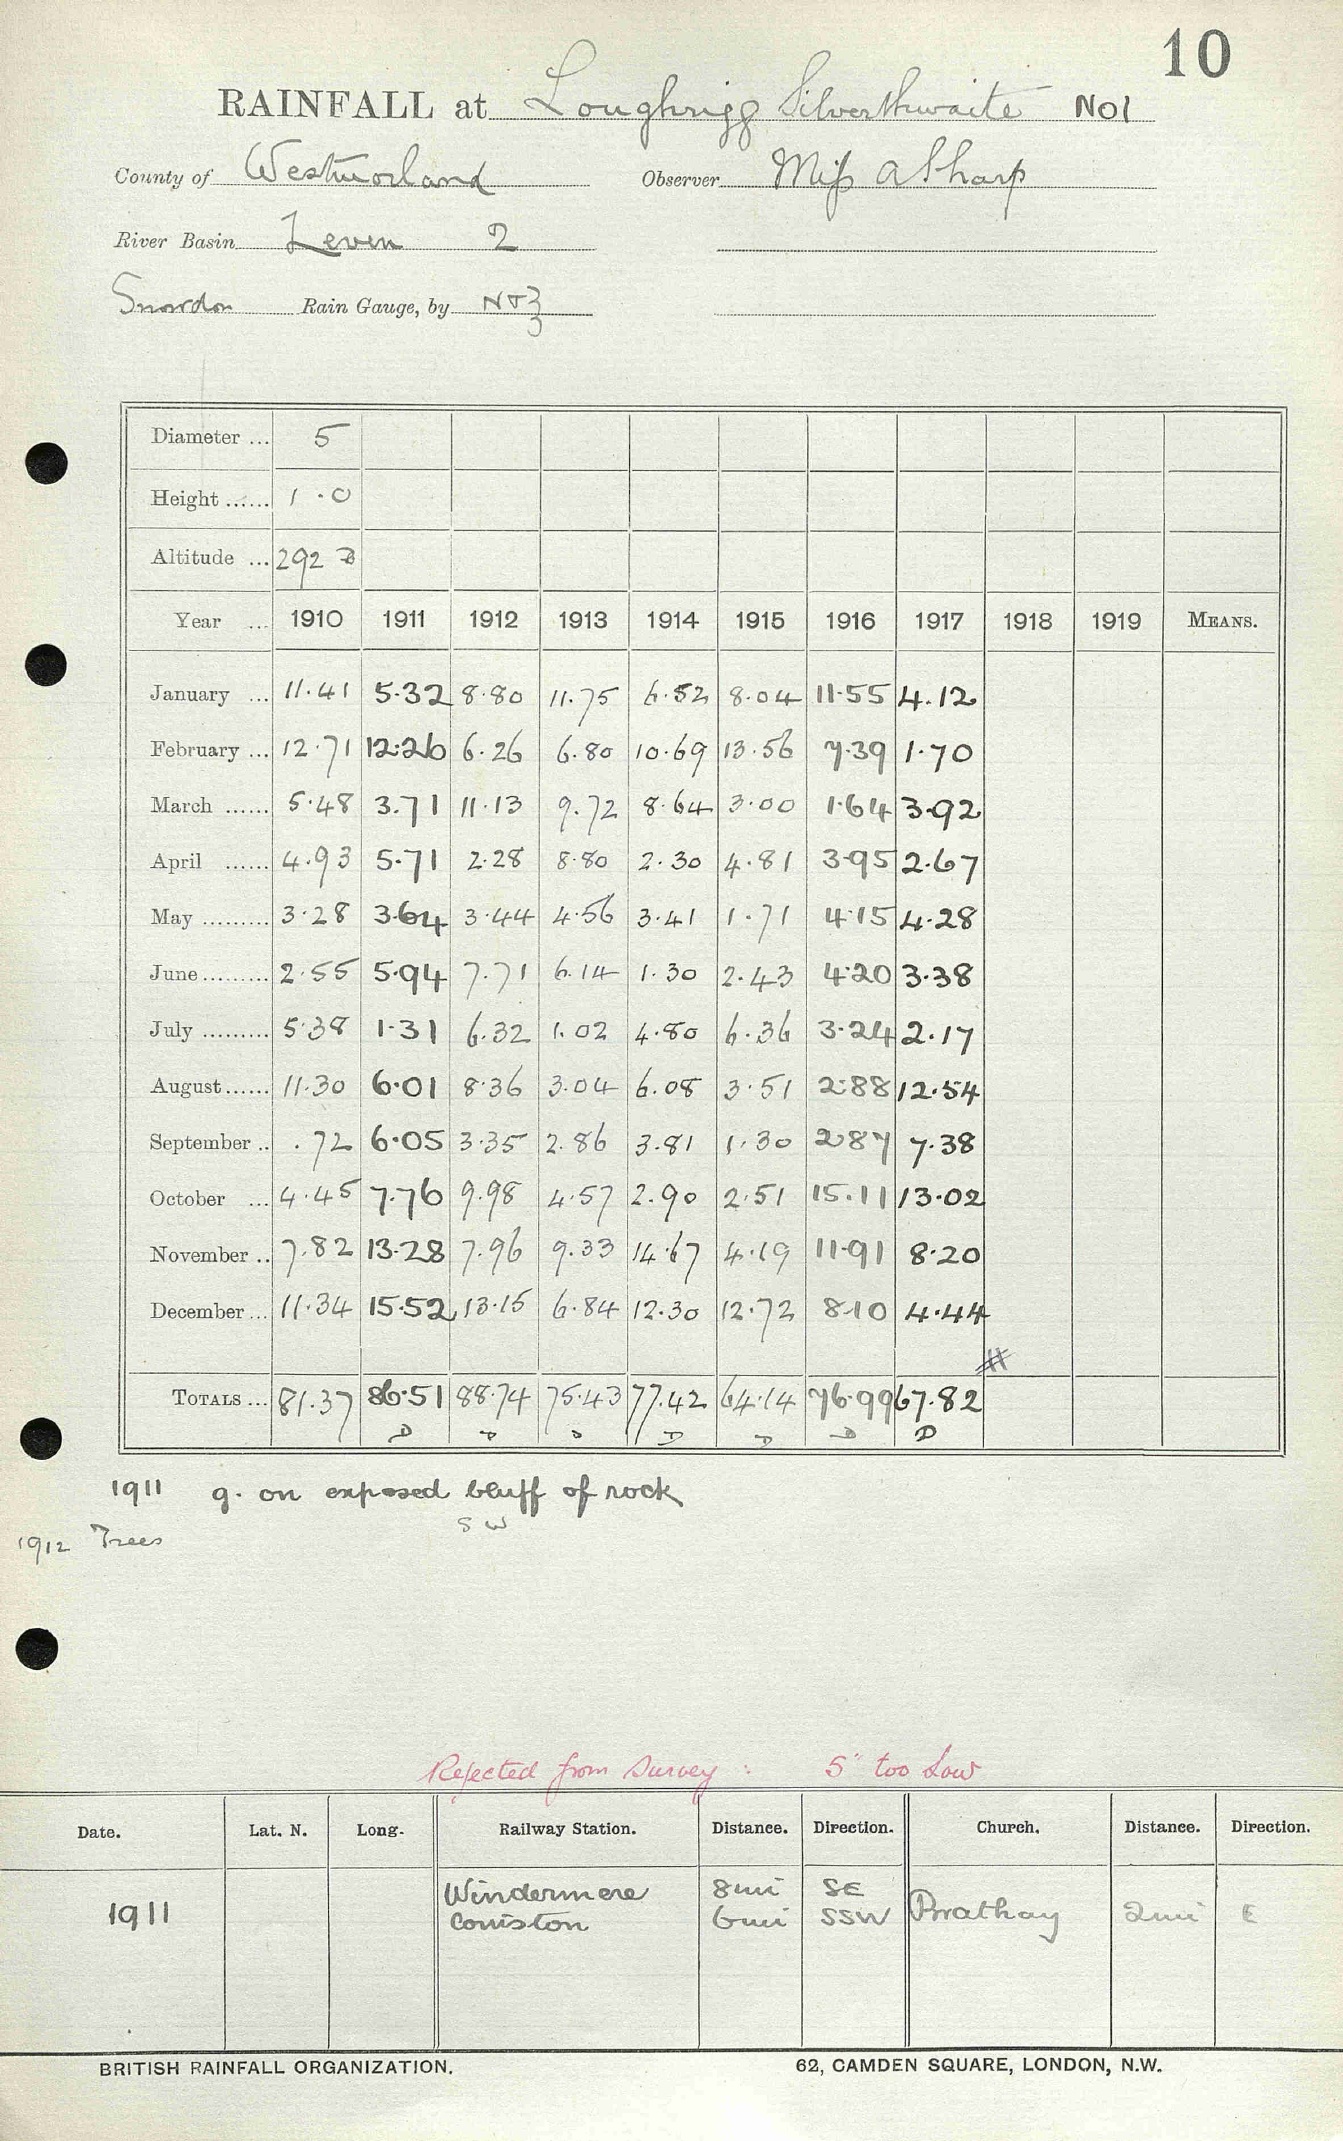 10
RAINFALL at Loughrigg Silverthwaite No1
County of Westmorland Observer Miss A Sharp
River Basin Leven 2
Snowdon Rain Gauge, by N & Z
Diameter ... 5
Height ...... 1.0
Altitude ... 292
Year ... 1910 1911 1912 1913 1914 1915 1916 1917 1918 1919 MEANS.
January ... 11.41 5.32 8.80 11.75 6.52 8.04 11.55 4.12
February ... 12.71 12.26 6.26 6.80 10.69 13.56 7.39 1.70
March ...... 5.48 3.71 11.13 9.72 8.64 3.00 1.64 3.92
April ...... 4.93 5.71 2.28 8.80 2.30 4.81 3.95 2.67
May ......... 3.28 3.64 3.44 4.56 3.41 1.71 4.15 4.28
June ......... 2.55 5.94 7.71 6.14 1.30 2.43 4.20 3.38
July ......... 5.38 1.31 6.32 1.02 4.80 6.36 3.24 2.17
August ...... 11.30 6.01 8.36 3.04 6.08 3.51 2.88 12.54
September .. .72 6.05 3.35 2.86 3.81 1.30 2.87 7.38
October ... 4.45 7.76 9.98 4.57 2.90 2.51 15.11 13.02
November .. 7.82 13.28 7.96 9.33 14.67 4.19 11.91 8.20
December ... 11.34 15.52 13.15 6.84 12.30 12.72 8.10 4.44
TOTALS ... 81.37 86.51 88.74 75.43 77.42 64.14 76.99 67.82
D D D D D D D
1911 g. on exposed bluff of rock
S W
1912 Trees
Rejected from Survey : 5" too Low
Date. Lat. N. Long. Railway Station. Distance. Direction. Church. Distance. Direction.
1911 Windermere 8mi SE Brathay 2mi E
Coniston 6mi SSW
BRITISH RAINFALL ORGANIZATION. 62, CAMDEN SQUARE, LONDON, N.W.